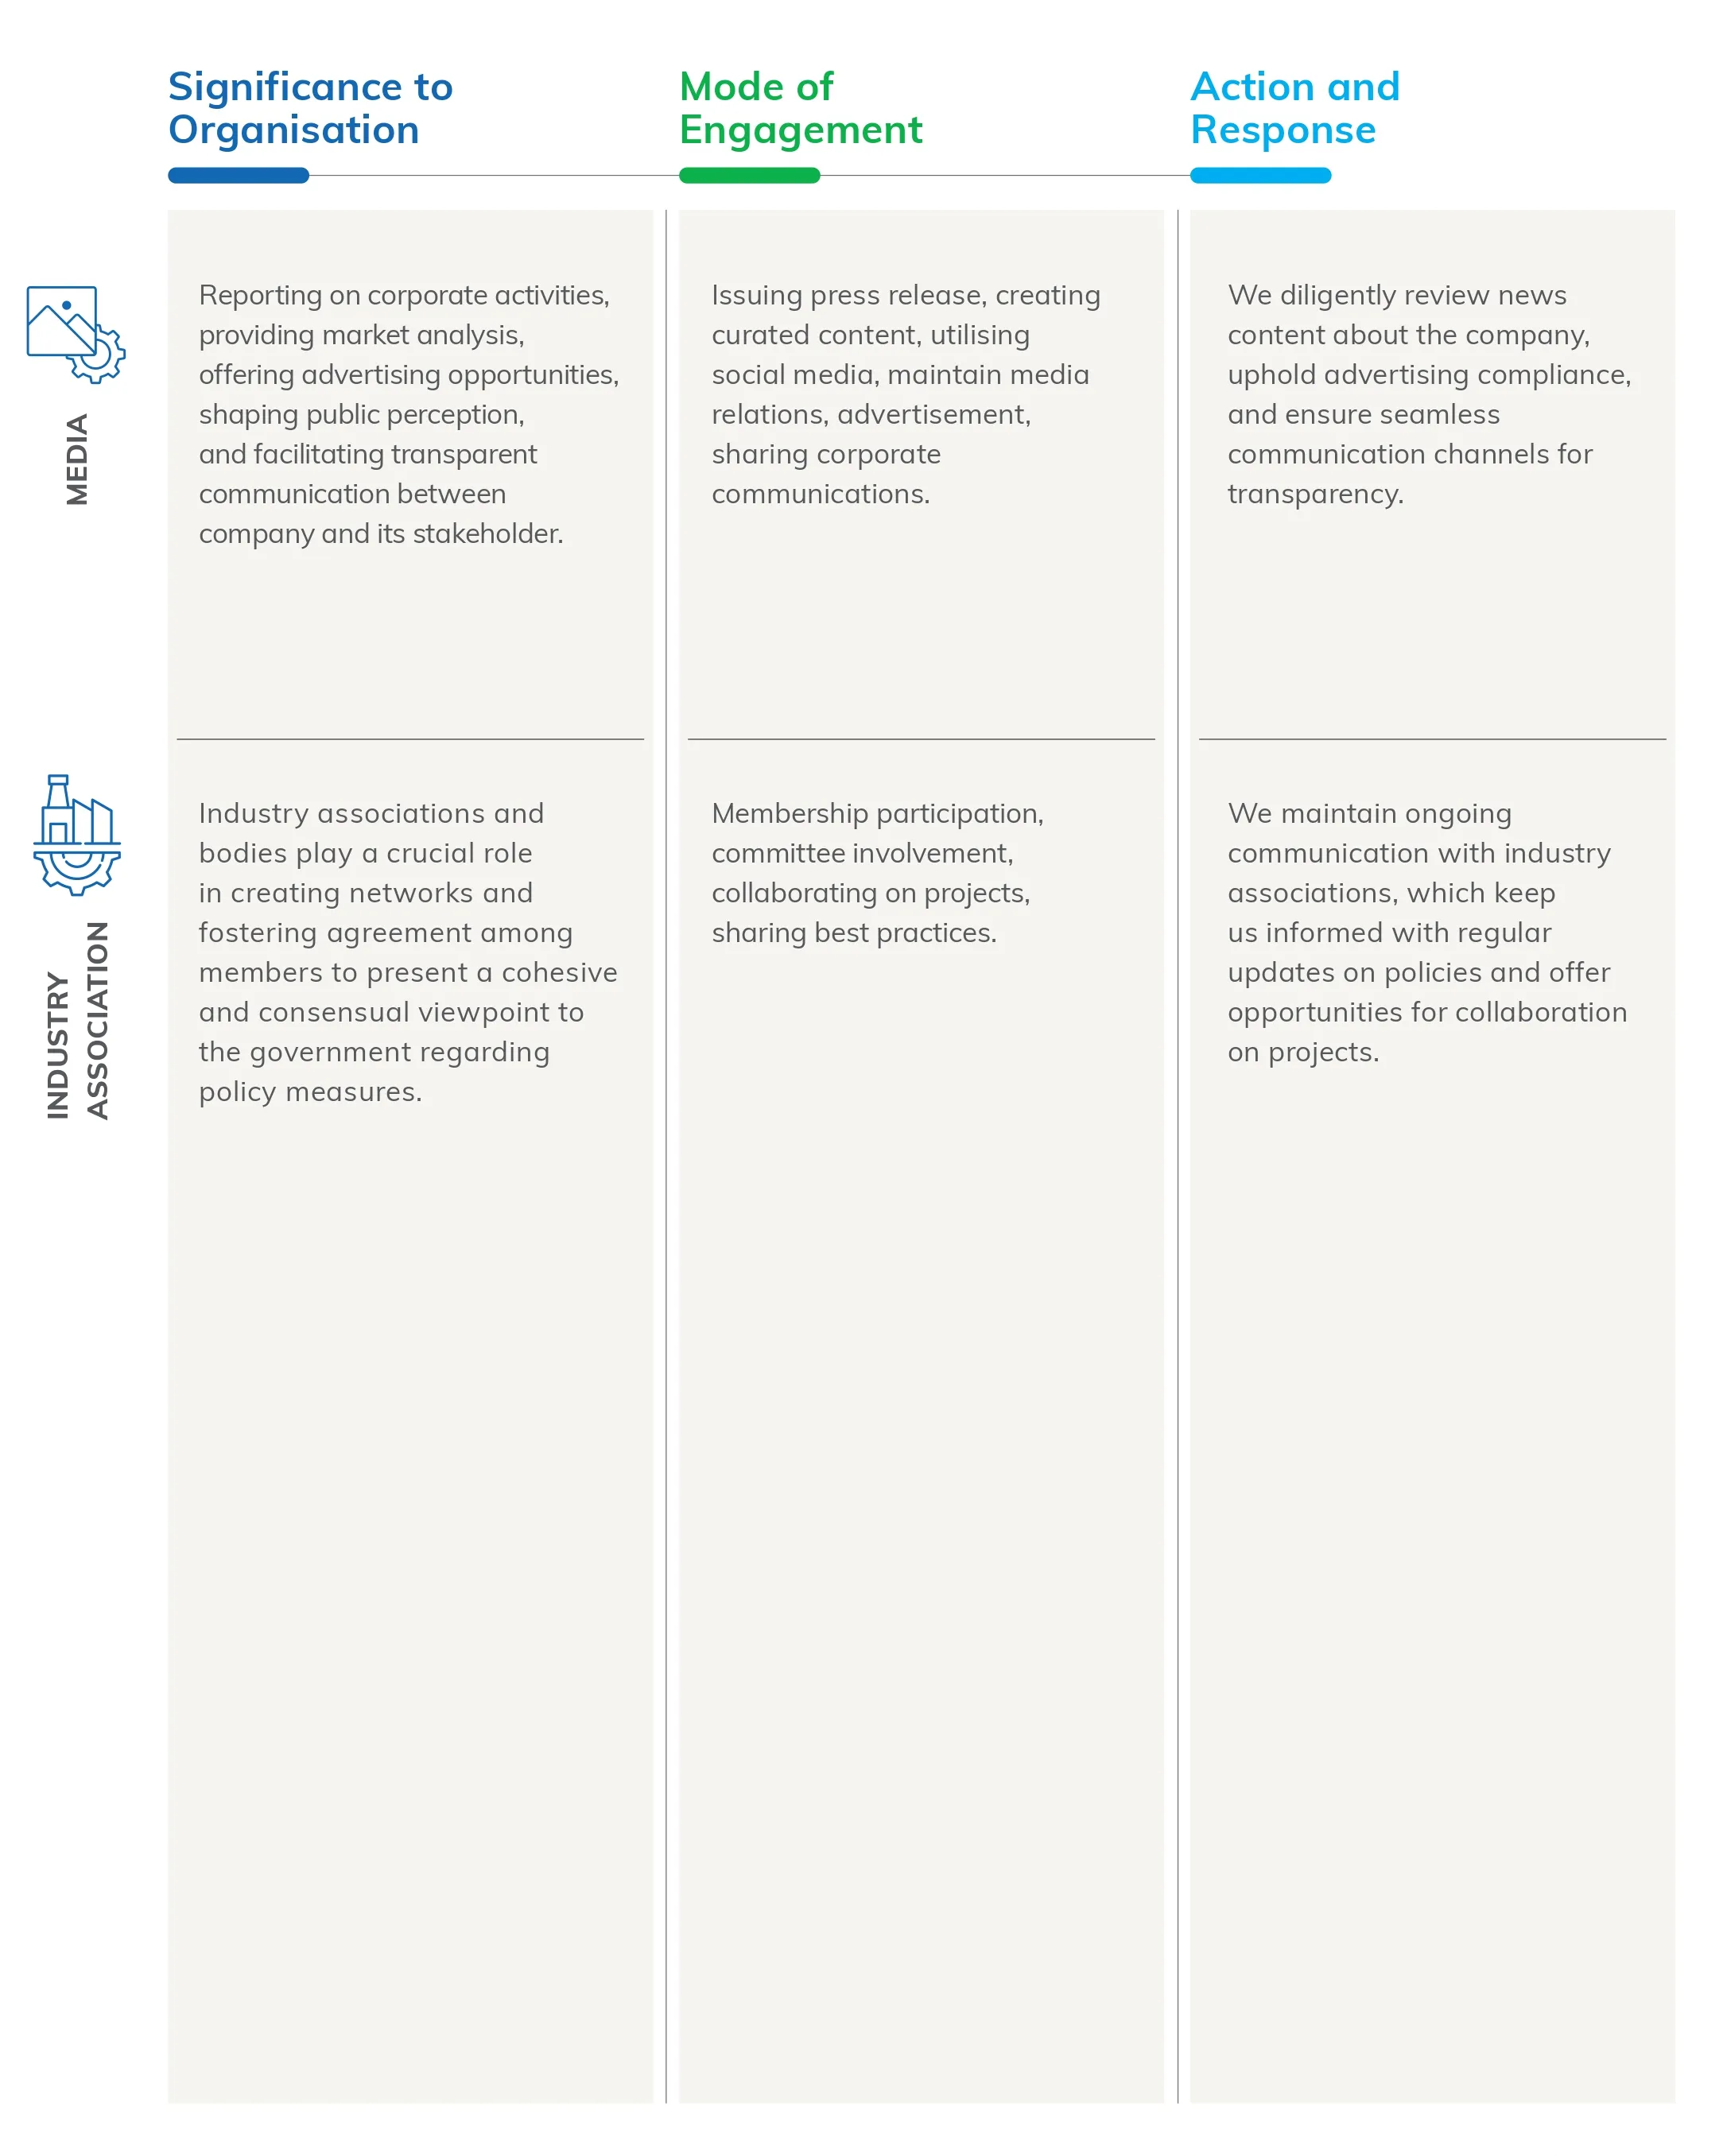 Significance to
Organisation
Mode of
Engagement
Action and
Response
MEDIA
Reporting on corporate activities,
providing market analysis,
offering advertising opportunities,
shaping public perception,
and facilitating transparent
communication between
company and its stakeholder.
Issuing press release, creating
curated content, utilising
social media, maintain media
relations, advertisement,
sharing corporate
communications.
We diligently review news
content about the company,
uphold advertising compliance,
and ensure seamless
communication channels for
transparency.
INDUSTRY
ASSOCIATION
Industry associations and
bodies play a crucial role
in creating networks and
fostering agreement among
members to present a cohesive
and consensual viewpoint to
the government regarding
policy measures.
Membership participation,
committee involvement,
collaborating on projects,
sharing best practices.
We maintain ongoing
communication with industry
associations, which keep
us informed with regular
updates on policies and offer
opportunities for collaboration
on projects.